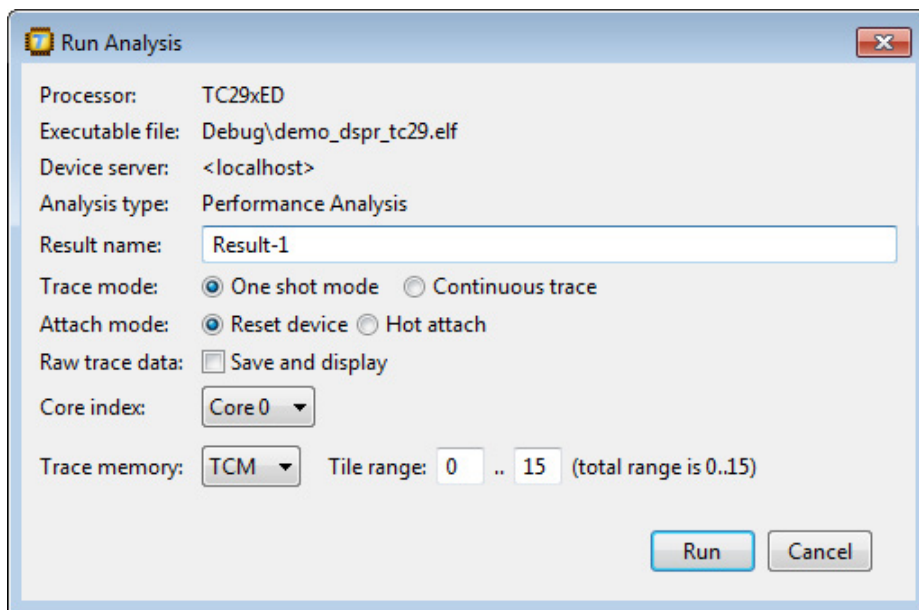 Run Analysis
Processor: TC29xED
Executable file: Debug\demo_dspr_tc29.elf
Device server: <localhost>
Analysis type: Performance Analysis
Result name: Result-1
Trace mode: One shot mode Continuous trace
Attach mode: Reset device Hot attach
Raw trace data: Save and display
Core index: Core 0
Trace memory: TCM Tile range: 0 .. 15 (total range is 0..15)
Run Cancel